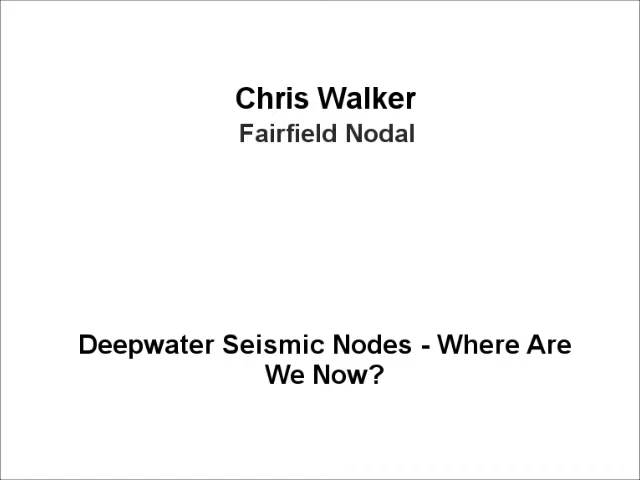 Chris Walker
Fairfield Nodal
Deepwater Seismic Nodes - Where Are
We Now?